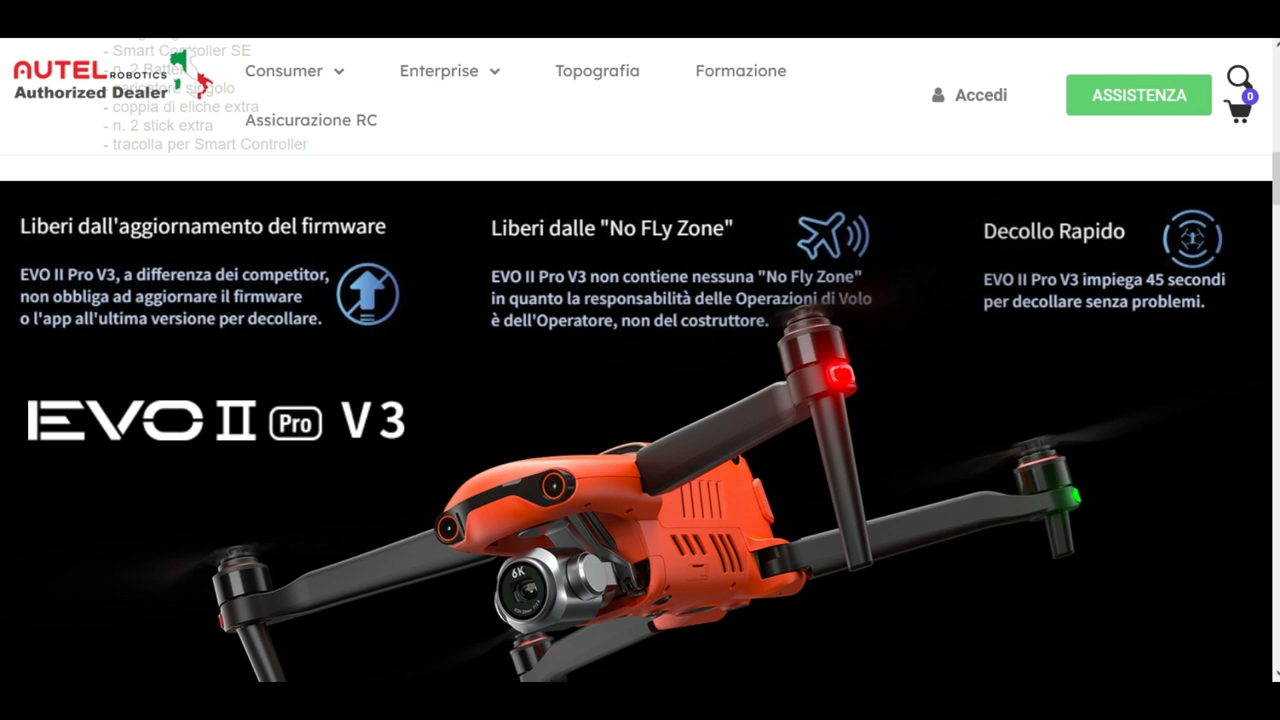 - Smart Controller SE
AUTEL ROBOTICS
- n. 2 Batterie
Authorized Dealer
singolo
- coppia di eliche extra
- n. 2 stick extra
- tracolla per Smart Controller
Consumer
Enterprise
Topografia
Formazione
Assicurazione RC
Accedi
ASSISTENZA
0
Liberi dall'aggiornamento del firmware
EVO II Pro V3, a differenza dei competitor,
non obbliga ad aggiornare il firmware
o l'app all'ultima versione per decollare.
Liberi dalle "No FLy Zone"
EVO II Pro V3 non contiene nessuna "No Fly Zone"
in quanto la responsabilità delle Operazioni di Volo
è dell'Operatore, non del costruttore.
Decollo Rapido
EVO II Pro V3 impiega 45 secondi
per decollare senza problemi.
EVO II Pro V3
6K